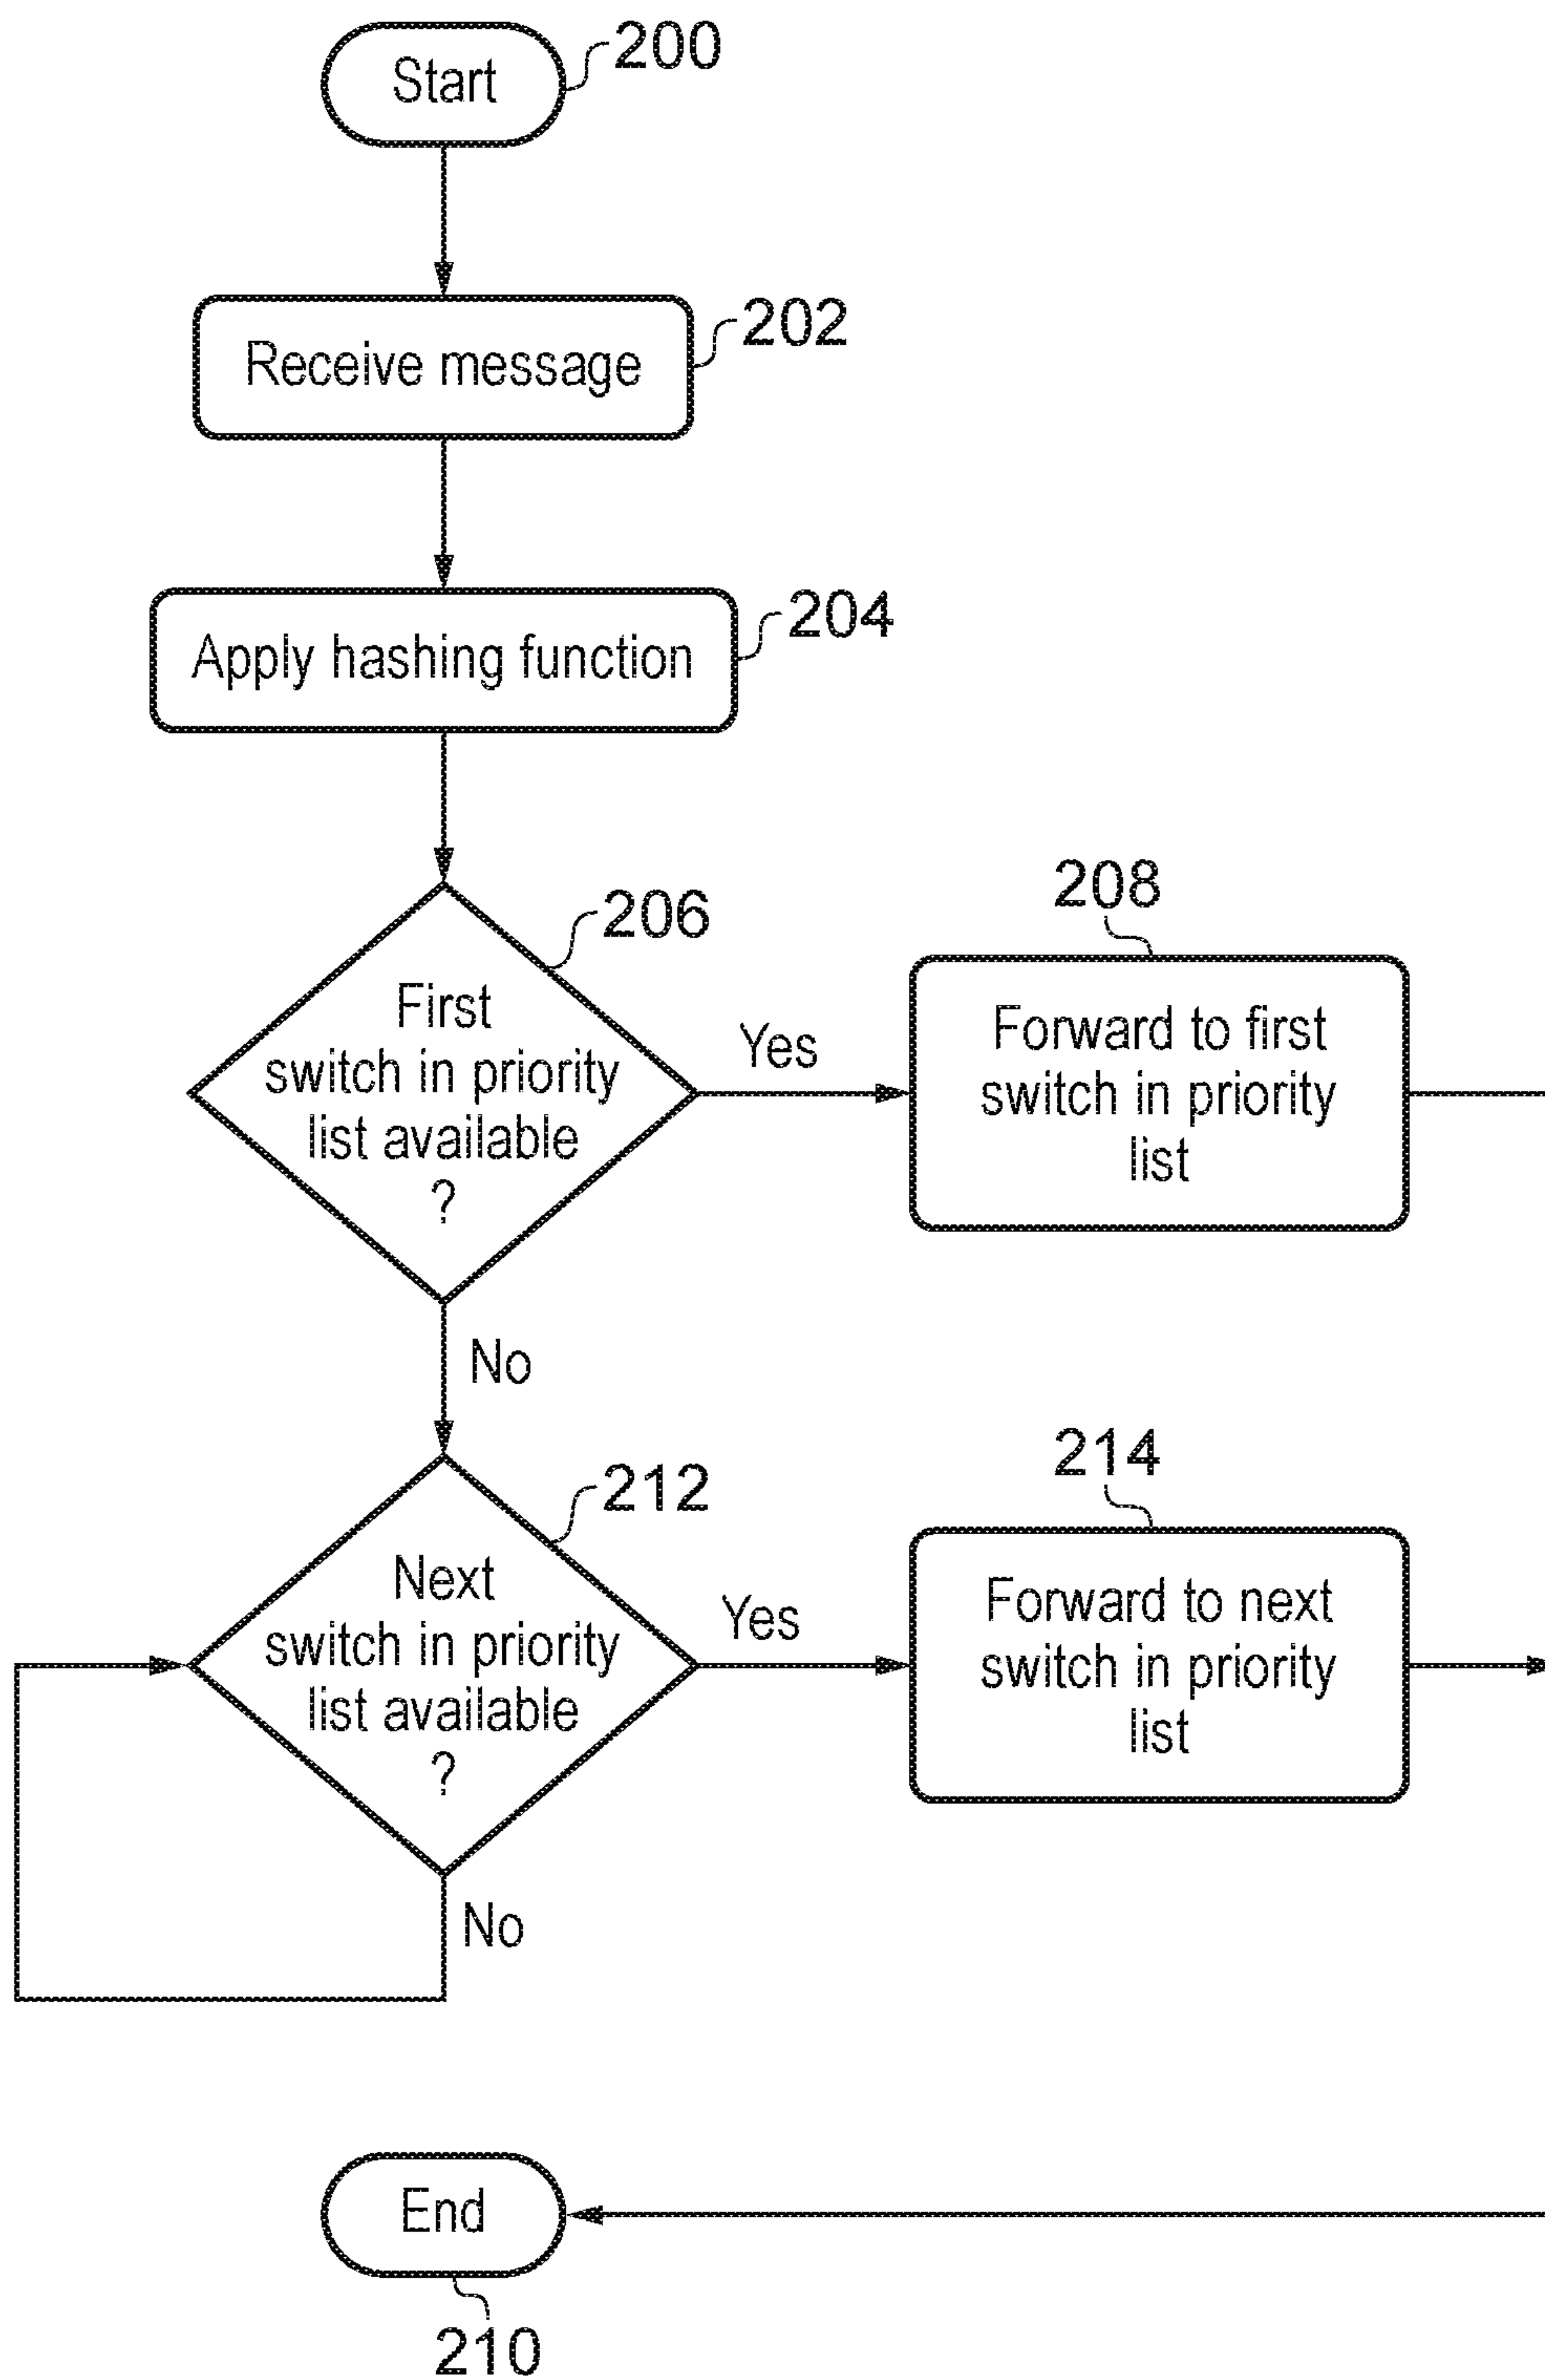 200
Start
202
Receive message
204
Apply hashing function
206
First
switch in priority
list available
?
Yes
208
Forward to first
switch in priority
list
No
212
Next
switch in priority
list available
?
Yes
214
Forward to next
switch in priority
list
No
End
210